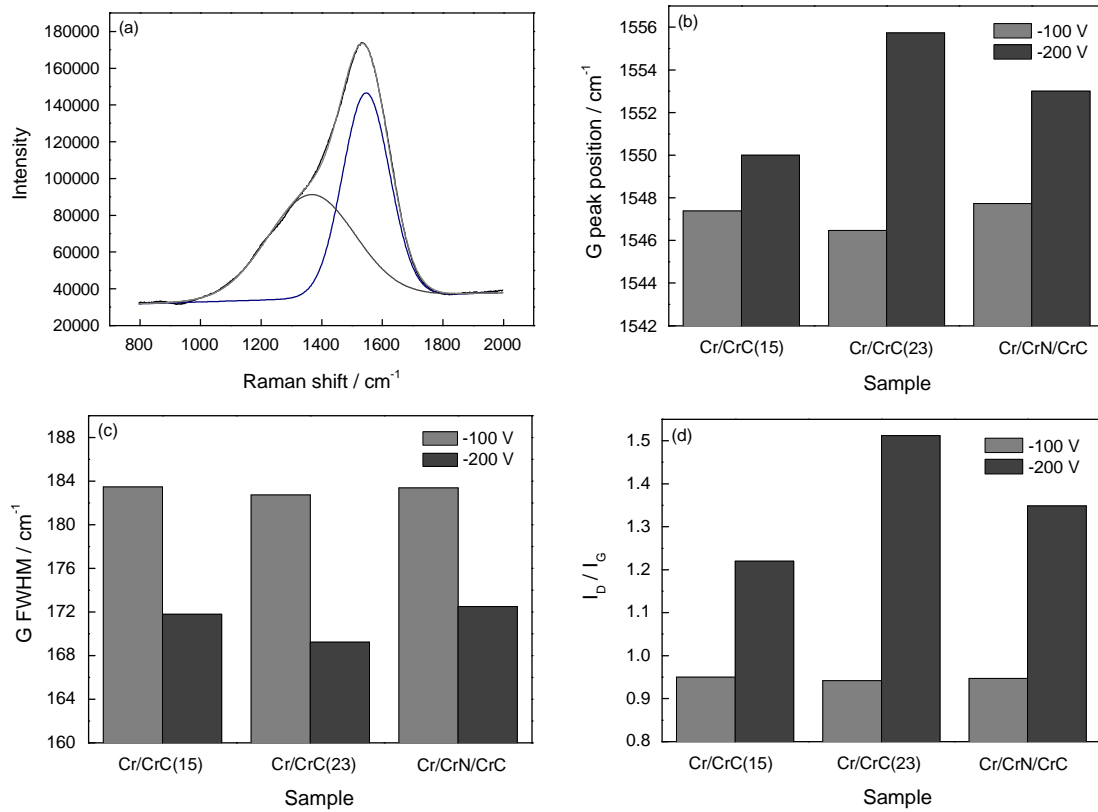 (a)
180000
160000
140000
120000
100000
80000
60000
40000
20000
Intensity
800 1000 1200 1400 1600 1800 2000
Raman shift / cm⁻¹
(b)
-100 V
-200 V
1556
1554
1552
1550
1548
1546
1544
1542
G peak position / cm⁻¹
Cr/CrC(15) Cr/CrC(23) Cr/CrN/CrC
Sample
(c)
-100 V
-200 V
188
184
180
176
172
168
164
160
G FWHM / cm⁻¹
Cr/CrC(15) Cr/CrC(23) Cr/CrN/CrC
Sample
(d)
-100 V
-200 V
1.5
1.4
1.3
1.2
1.1
1.0
0.9
0.8
I_D / I_G
Cr/CrC(15) Cr/CrC(23) Cr/CrN/CrC
Sample